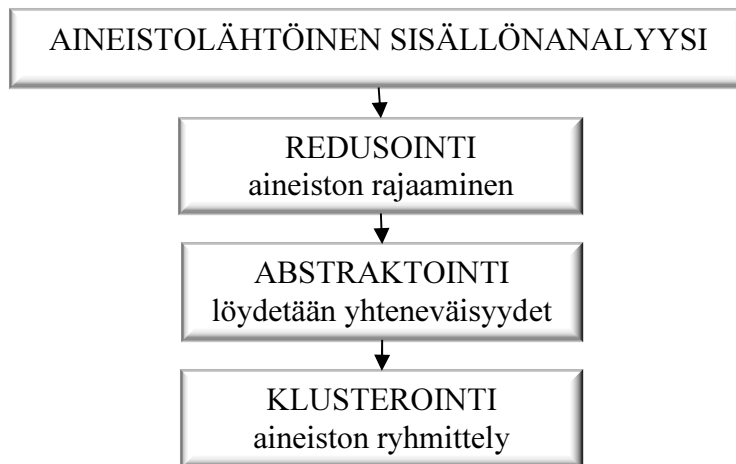 AINEISTOLÄHTÖINEN SISÄLLÖNANALYYSI
REDUSOINTI
aineiston rajaaminen
ABSTRAKTOINTI
löydetään yhteneväisyydet
KLUSTEROINTI
aineiston ryhmittely